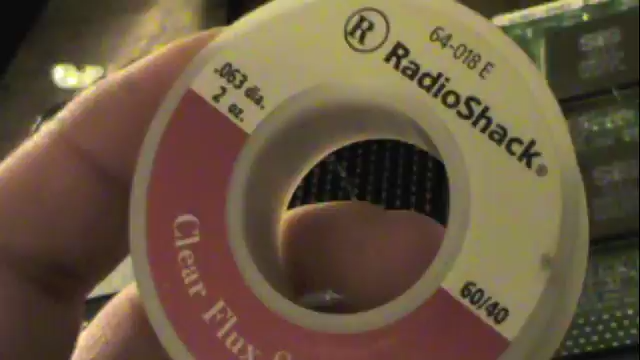 64-018 E
® RadioShack®
.063 dia.
2 oz.
60/40
Clear Flux